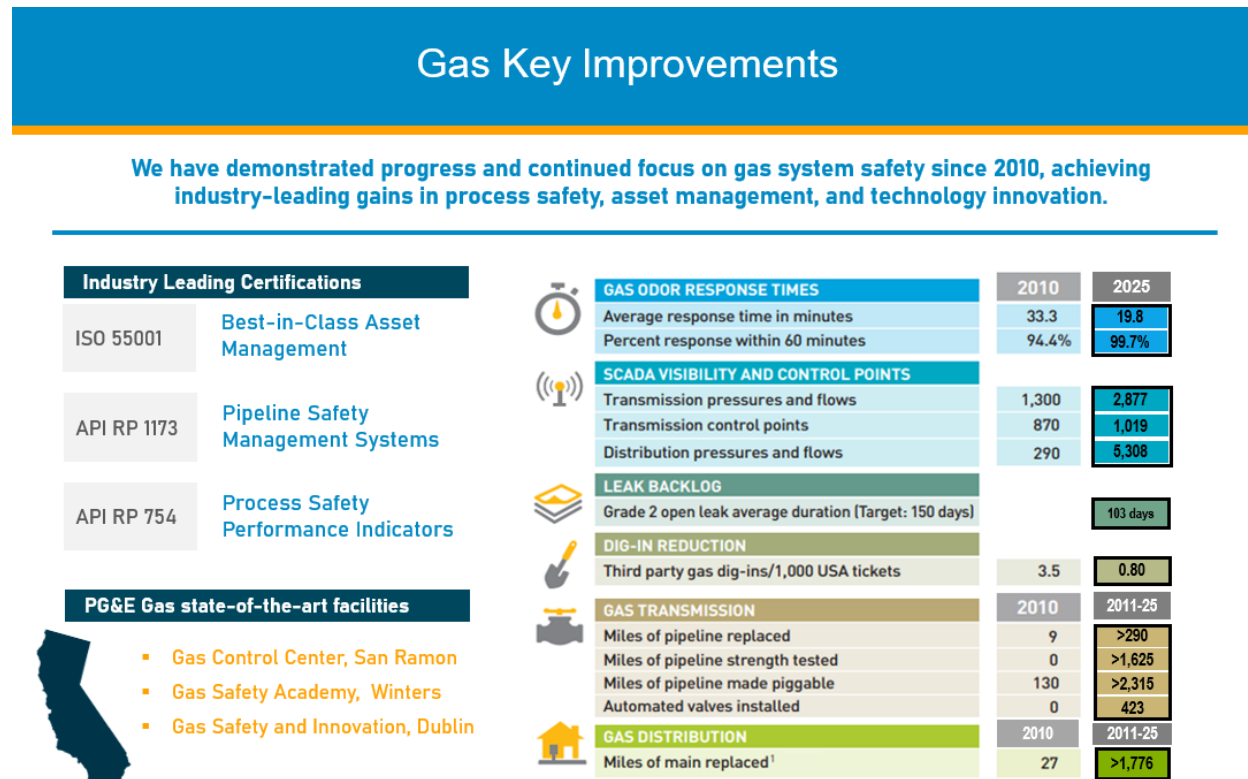 Gas Key Improvements
We have demonstrated progress and continued focus on gas system safety since 2010, achieving
industry-leading gains in process safety, asset management, and technology innovation.
Industry Leading Certifications
ISO 55001
Best-in-Class Asset
Management
API RP 1173
Pipeline Safety
Management Systems
API RP 754
Process Safety
Performance Indicators
PG&E Gas state-of-the-art facilities
▪ Gas Control Center, San Ramon
▪ Gas Safety Academy, Winters
▪ Gas Safety and Innovation, Dublin
GAS ODOR RESPONSE TIMES 2010 2025
Average response time in minutes 33.3 19.8
Percent response within 60 minutes 94.4% 99.7%
SCADA VISIBILITY AND CONTROL POINTS
Transmission pressures and flows 1,300 2,877
Transmission control points 870 1,019
Distribution pressures and flows 290 5,308
LEAK BACKLOG
Grade 2 open leak average duration (Target: 150 days) 103 days
DIG-IN REDUCTION
Third party gas dig-ins/1,000 USA tickets 3.5 0.80
GAS TRANSMISSION 2010 2011-25
Miles of pipeline replaced 9 >290
Miles of pipeline strength tested 0 >1,625
Miles of pipeline made piggable 130 >2,315
Automated valves installed 0 423
GAS DISTRIBUTION 2010 2011-25
Miles of main replaced¹ 27 >1,776